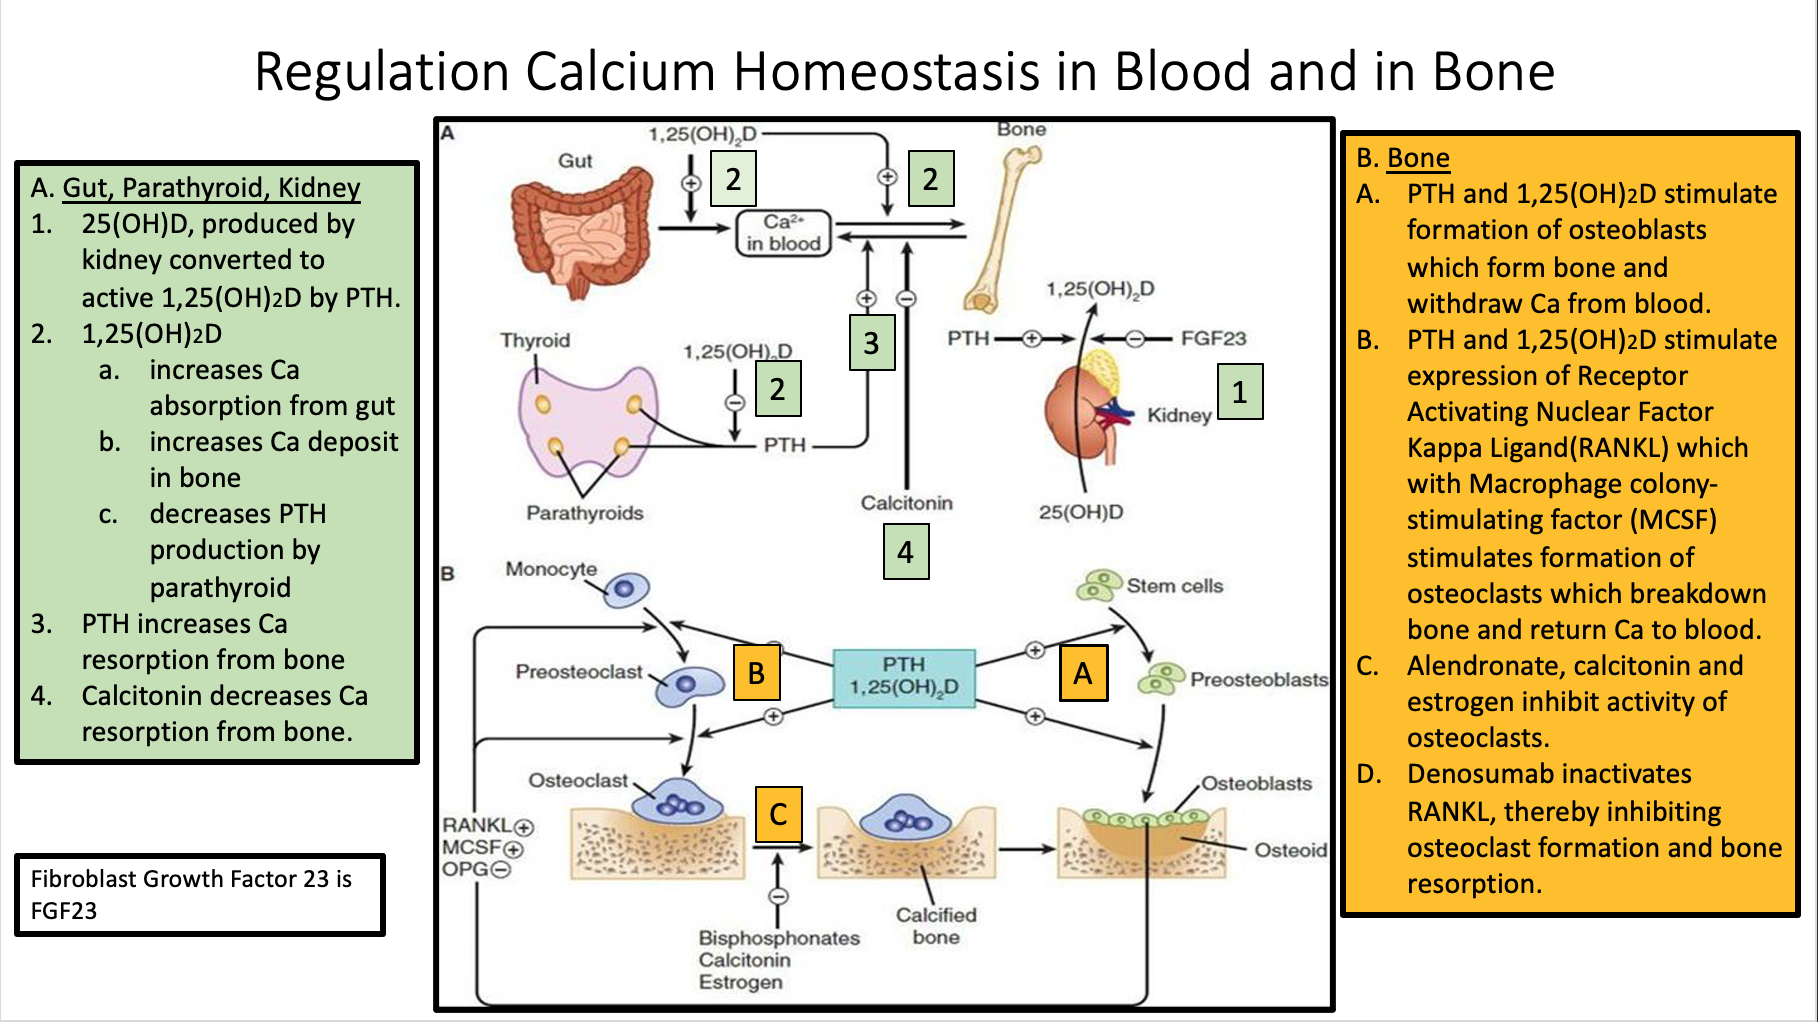 Regulation Calcium Homeostasis in Blood and in Bone
A. Gut, Parathyroid, Kidney
1. 25(OH)D, produced by
kidney converted to
active 1,25(OH)2D by PTH.
2. 1,25(OH)2D
a. increases Ca
absorption from gut
b. increases Ca deposit
in bone
c. decreases PTH
production by
parathyroid
3. PTH increases Ca
resorption from bone
4. Calcitonin decreases Ca
resorption from bone.
Fibroblast Growth Factor 23 is
FGF23
A
1,25(OH)₂D
Bone
Gut
2
2
Ca²⁺
in blood
1,25(OH)₂D
Thyroid
1,25(OH)₂D
3
PTH
FGF23
2
1
Kidney
PTH
Parathyroids
Calcitonin
25(OH)D
4
B
Monocyte
Stem cells
PTH
1,25(OH)₂D
B
A
Preosteoclast
Preosteoblasts
Osteoclast
Osteoblasts
C
RANKL+
MCSF+
OPG−
Osteoid
Calcified
bone
Bisphosphonates
Calcitonin
Estrogen
B. Bone
A. PTH and 1,25(OH)2D stimulate
formation of osteoblasts
which form bone and
withdraw Ca from blood.
B. PTH and 1,25(OH)2D stimulate
expression of Receptor
Activating Nuclear Factor
Kappa Ligand(RANKL) which
with Macrophage colony-
stimulating factor (MCSF)
stimulates formation of
osteoclasts which breakdown
bone and return Ca to blood.
C. Alendronate, calcitonin and
estrogen inhibit activity of
osteoclasts.
D. Denosumab inactivates
RANKL, thereby inhibiting
osteoclast formation and bone
resorption.